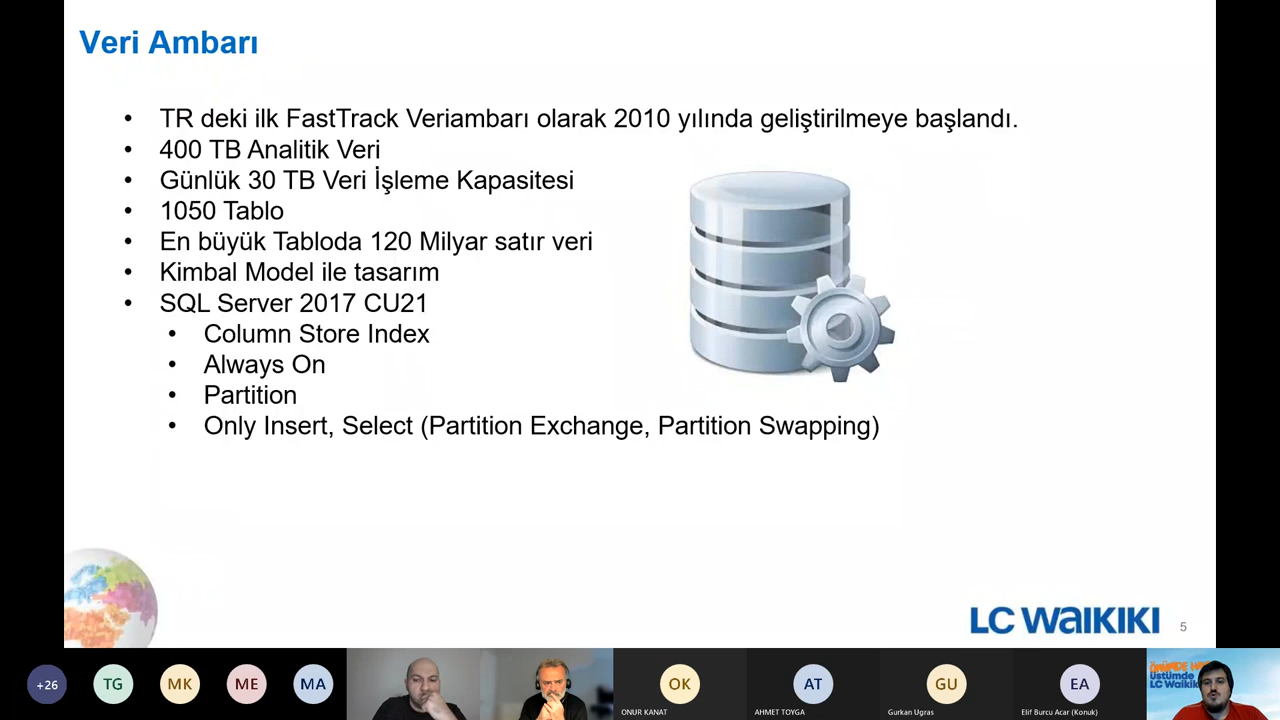 Veri Ambarı
• TR deki ilk FastTrack Veriambarı olarak 2010 yılında geliştirilmeye başlandı.
• 400 TB Analitik Veri
• Günlük 30 TB Veri İşleme Kapasitesi
• 1050 Tablo
• En büyük Tabloda 120 Milyar satır veri
• Kimbal Model ile tasarım
• SQL Server 2017 CU21
• Column Store Index
• Always On
• Partition
• Only Insert, Select (Partition Exchange, Partition Swapping)
LC WAIKIKI
5
+26
TG
MK
ME
MA
OK
ONUR KANAT
AT
AHMET TOYGA
GU
Gurkan Ugras
EA
Elif Burcu Acar (Konuk)
üstümde
LC Waikiki